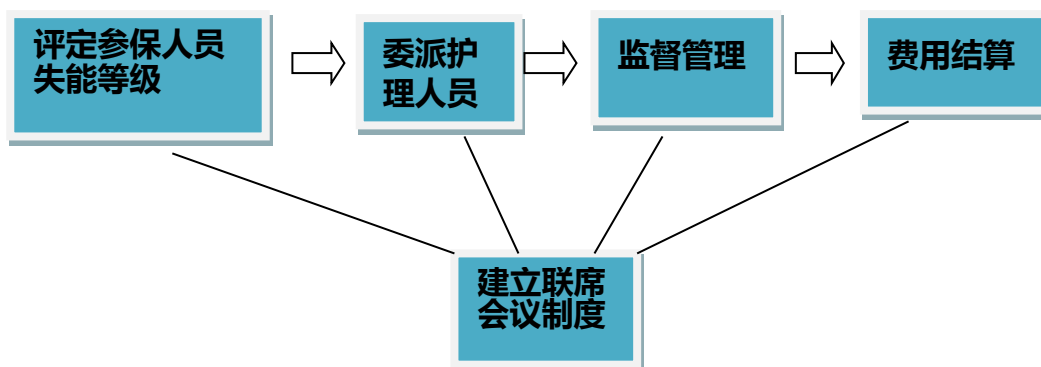 评定参保人员
失能等级
委派护
理人员
监督管理
费用结算
建立联席
会议制度